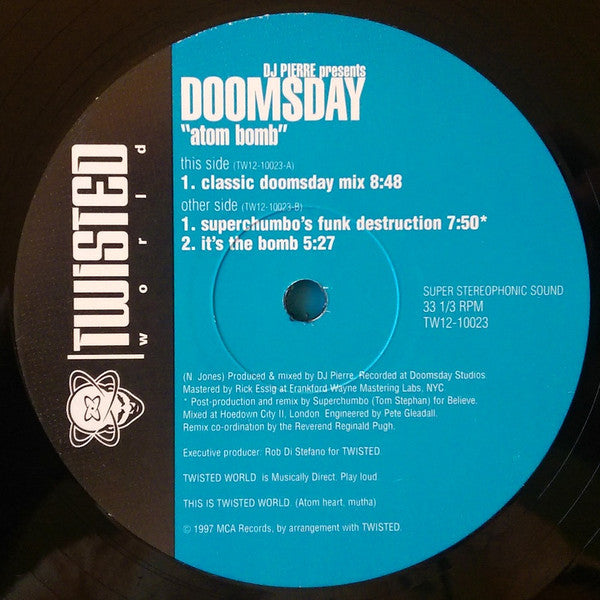 DJ PIERRE presents
DOOMSDAY
"atom bomb"
this side (TW12-10023-A)
1. classic doomsday mix 8:48
other side (TW12-10023-B)
1. superchumbo's funk destruction 7:50*
2. it's the bomb 5:27
TWISTED
world
SUPER STEREOPHONIC SOUND
33 1/3 RPM
TW12-10023
(N. Jones) Produced & mixed by DJ Pierre. Recorded at Doomsday Studios.
Mastered by Rick Essig at Frankford Wayne Mastering Labs, NYC
* Post-production and remix by Superchumbo (Tom Stephan) for Believe.
Mixed at Hoedown City II, London. Engineered by Pete Gleadall.
Remix co-ordination by the Reverend Reginald Pugh.
Executive producer: Rob Di Stefano for TWISTED.
TWISTED WORLD is Musically Direct. Play loud.
THIS IS TWISTED WORLD. (Atom heart, mutha)
© 1997 MCA Records, by arrangement with TWISTED.